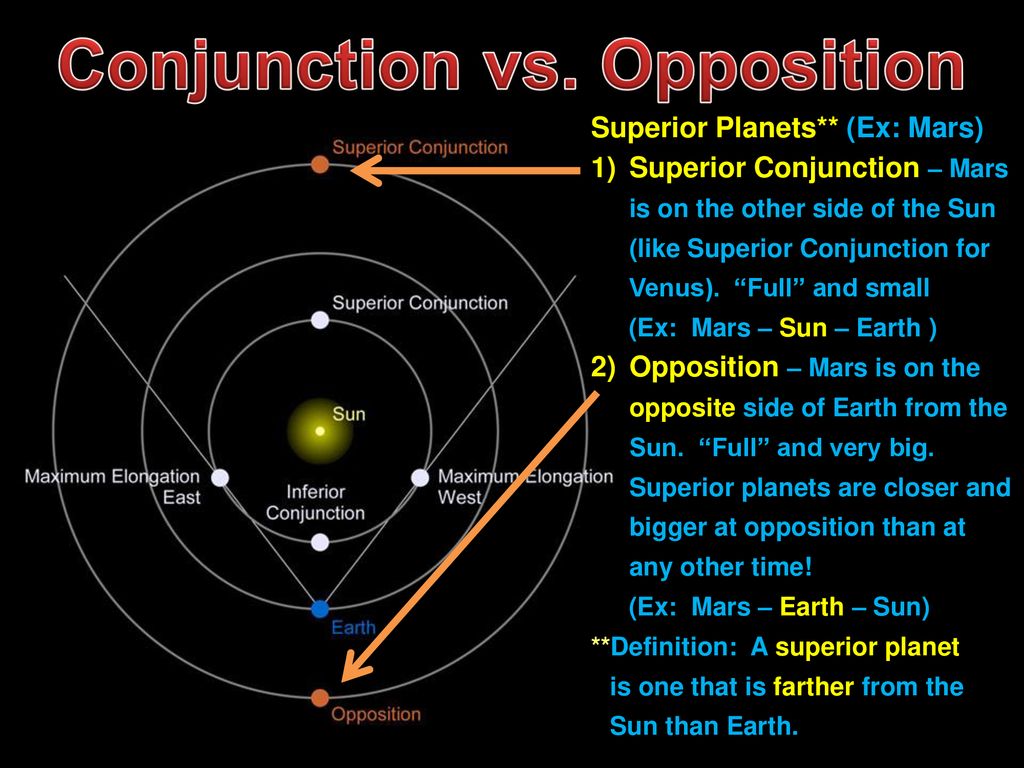 Conjunction vs. Opposition
Superior Conjunction
Superior Conjunction
Sun
Maximum Elongation
East
Inferior
Conjunction
Maximum Elongation
West
Earth
Opposition
Superior Planets** (Ex: Mars)
1) Superior Conjunction – Mars
is on the other side of the Sun
(like Superior Conjunction for
Venus). “Full” and small
(Ex: Mars – Sun – Earth )
2) Opposition – Mars is on the
opposite side of Earth from the
Sun. “Full” and very big.
Superior planets are closer and
bigger at opposition than at
any other time!
(Ex: Mars – Earth – Sun)
**Definition: A superior planet
is one that is farther from the
Sun than Earth.